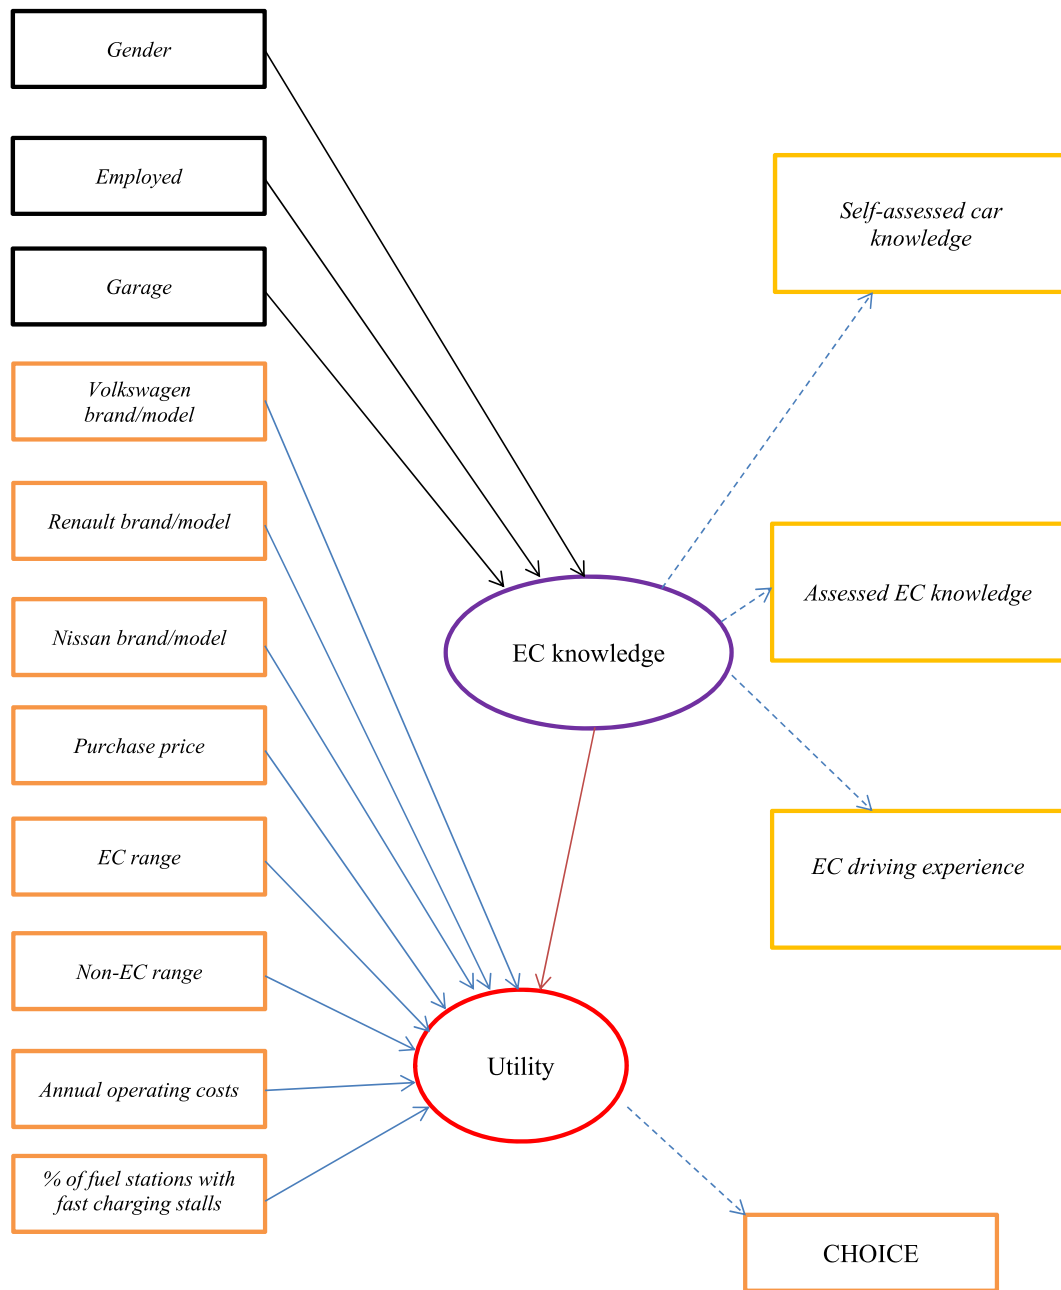 Gender
Employed
Garage
Volkswagen
brand/model
Renault brand/model
Nissan brand/model
Purchase price
EC range
Non-EC range
Annual operating costs
% of fuel stations with
fast charging stalls
EC knowledge
Utility
Self-assessed car
knowledge
Assessed EC knowledge
EC driving experience
CHOICE